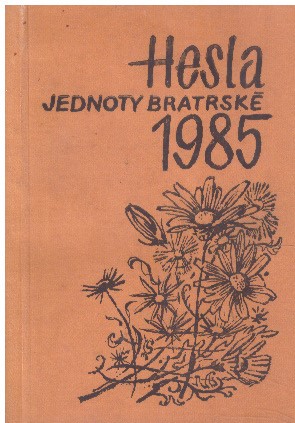 Hesla
JEDNOTY BRATRSKÉ
1985